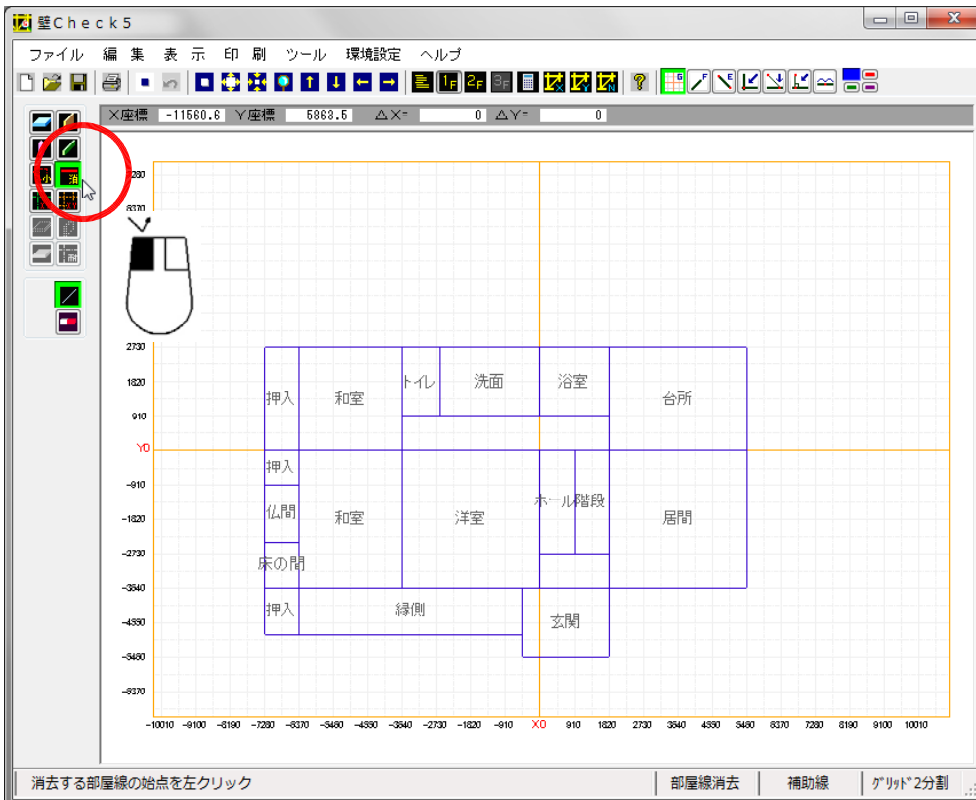 壁Check5
ファイル 編 集 表 示 印 刷 ツール 環境設定 ヘルプ
1F 2F 3F X Y N ? G F E
X座標 -11560.6 Y座標 5863.5 △X= 0 △Y= 0
小 消
7280
6370
2730
1820
910
Y0
-910
-1820
-2730
-3640
-4550
-5460
-6370
押入 和室 トイレ 洗面 浴室 台所
押入
仏間 和室 洋室 ホール 階段 居間
床の間
押入 縁側 玄関
-10010 -9100 -8190 -7280 -6370 -5460 -4550 -3640 -2730 -1820 -910 X0 910 1820 2730 3640 4550 5460 6370 7280 8190 9100 10010
消去する部屋線の始点を左クリック 部屋線消去 補助線 グリッド2分割